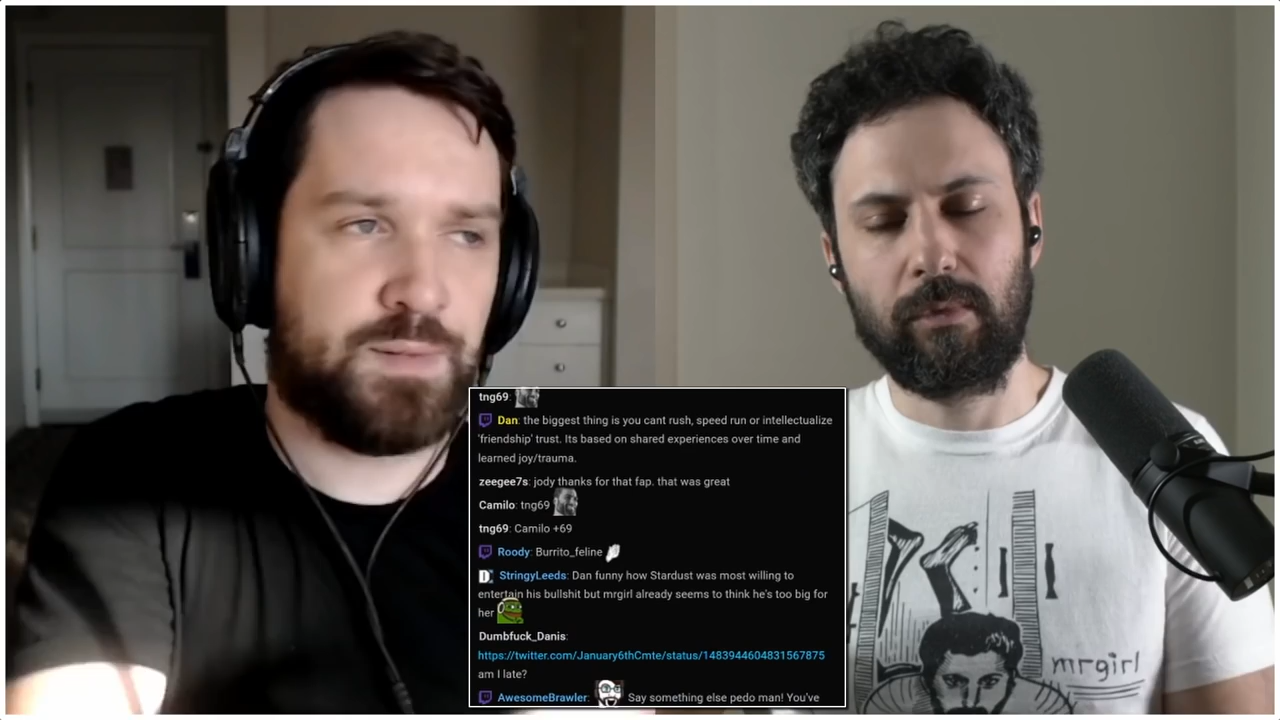 tng69:
Dan: the biggest thing is you cant rush, speed run or intellectualize
'friendship' trust. Its based on shared experiences over time and
learned joy/trauma.
zeegee7s: jody thanks for that fap. that was great
Camilo: tng69
tng69: Camilo +69
Roody: Burrito_feline
D StringyLeeds: Dan funny how Stardust was most willing to
entertain his bullshit but mrgirl already seems to think he's too big for
her
Dumbfuck_Danis:
https://twitter.com/January6thCmte/status/1483944604831567875
am I late?
AwesomeBrawler: Say something else pedo man! You've
mrgirl